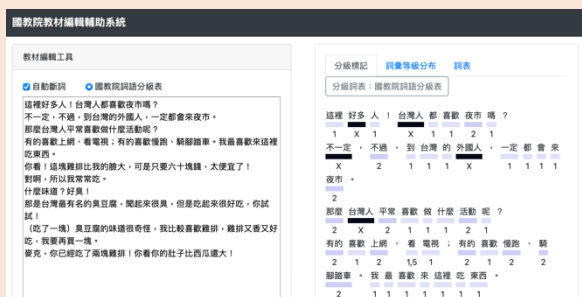 國教院教材編輯輔助系統
教材編輯工具
自動斷詞 國教院詞語分級表
這裡好多人！台灣人都喜歡夜市嗎？
不一定，不過，到台灣的外國人，一定都會來夜市。
那麼台灣人平常喜歡做什麼活動呢？
有的喜歡上網、看電視；有的喜歡慢跑、騎腳踏車。我最喜歡來這裡
吃東西。
你看！這塊雞排比我的臉大，可是只要六十塊錢，太便宜了！
對啊，所以我常常吃。
什麼味道？好臭！
那是台灣最有名的臭豆腐，聞起來很臭，但是吃起來很好吃，你試
試！
（吃了一塊）臭豆腐的味道很奇怪，我比較喜歡雞排，雞排又香又好
吃，我要再買一塊。
麥克，你已經吃了兩塊雞排！你看你的肚子比西瓜還大！
分級標記 詞彙等級分布 詞表
分級詞表：國教院詞語分級表
這裡 好多 人 ！ 台灣人 都 喜歡 夜市 嗎 ？
1 X 1 X 1 1 2 1
不一定 ， 不過 ， 到 台灣 的 外國人 ， 一定 都 會 來
X 2 1 1 1 X 1 1 1 1
夜市 。
2
那麼 台灣人 平常 喜歡 做 什麼 活動 呢 ？
2 X 2 1 1 1 2 1
有的 喜歡 上網 、 看 電視 ； 有的 喜歡 慢跑 、 騎
2 1 2 1,5 1 2 1 2 2
腳踏車 。 我 最 喜歡 來 這裡 吃 東西 。
2 1 1 1 1 1 1 1